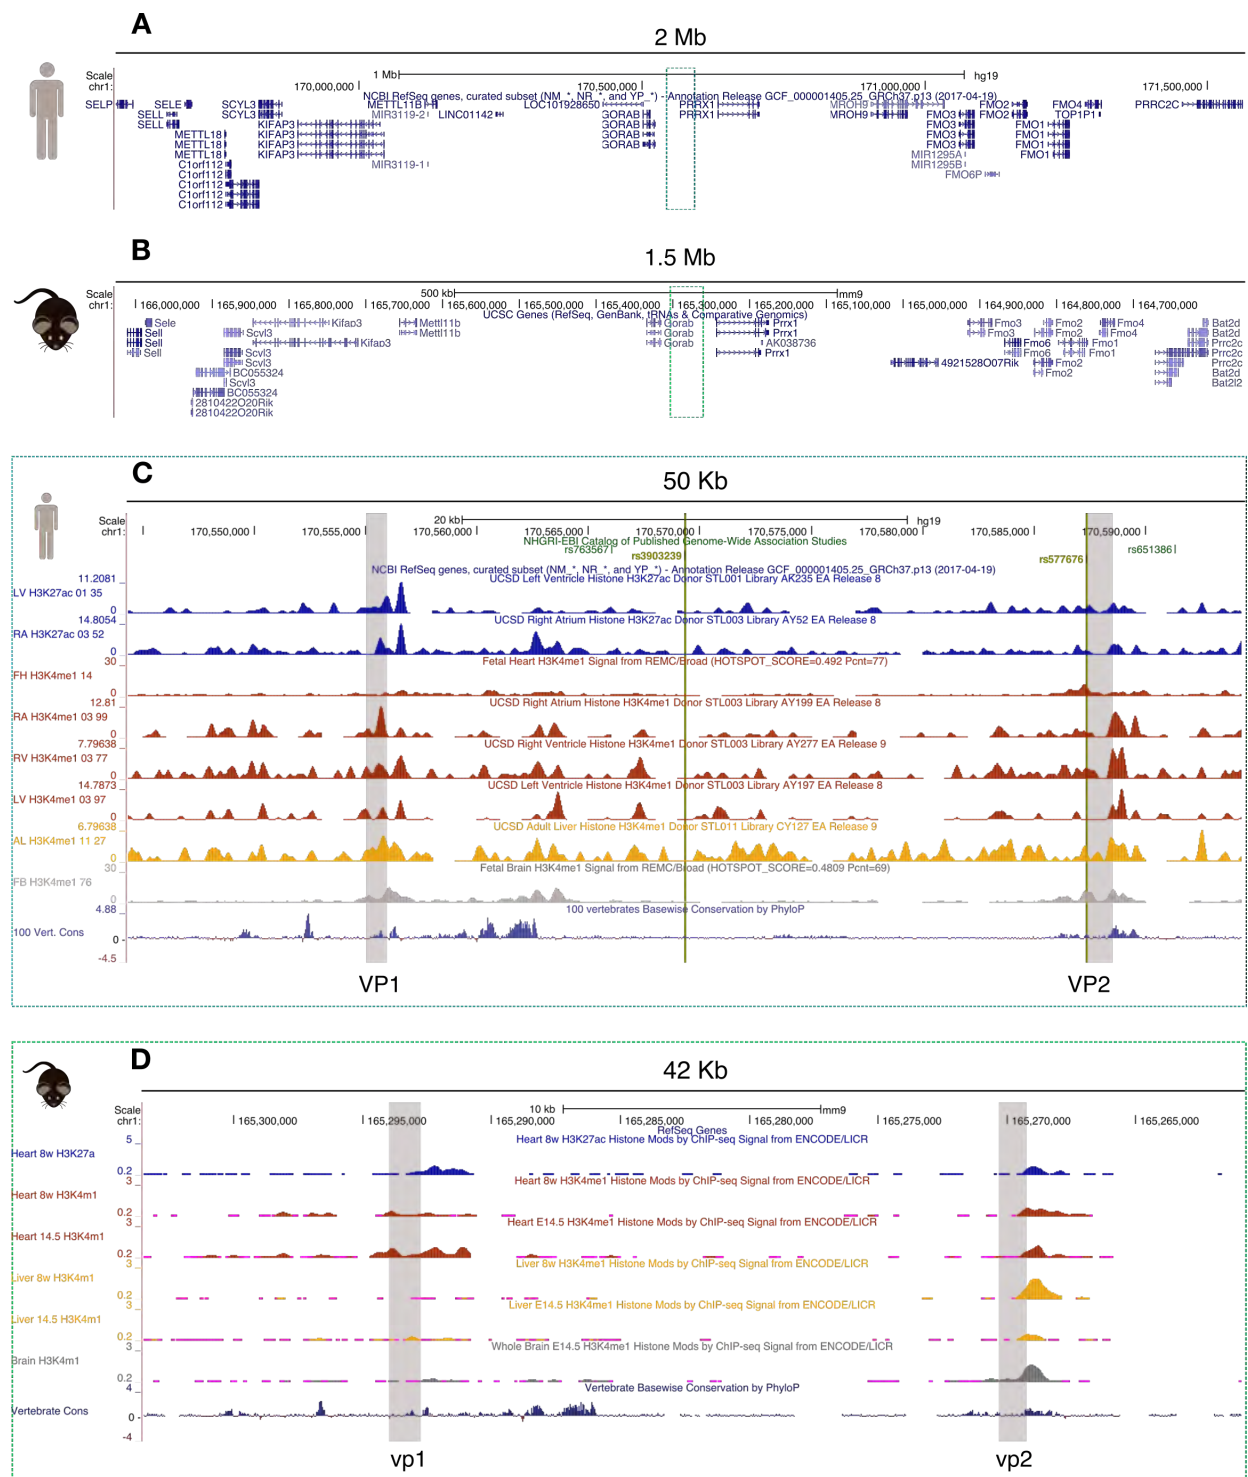 A
2 Mb
Scale 1 Mb hg19
chr1: 170,000,000 170,500,000 171,000,000 171,500,000
NCBI RefSeq genes, curated subset (NM_*, NR_*, and YP_*) - Annotation Release GCF_000001405.25_GRCh37.p13 (2017-04-19)
SELP SELE SCYL3 METTL11B LOC101928650 PRRX1 MROH9 FMO2 FMO4 PRRC2C
SELL SCYL3 MIR3119-2 LINC01142 GORAB PRRX1 MROH9 FMO3 FMO2 TOP1P1
SELL KIFAP3 GORAB FMO3 FMO1
METTL18 KIFAP3 GORAB FMO3 FMO1
METTL18 KIFAP3 GORAB FMO3 FMO1
METTL18 KIFAP3 MIR1295A FMO1
C1orf112 MIR3119-1 MIR1295B
C1orf112 FMO6P
C1orf112
C1orf112
C1orf112
B
1.5 Mb
Scale 500 kb mm9
chr1: 166,000,000 165,900,000 165,800,000 165,700,000 165,600,000 165,500,000 165,400,000 165,300,000 165,200,000 165,100,000 165,000,000 164,900,000 164,800,000 164,700,000
UCSC Genes (RefSeq, GenBank, tRNAs & Comparative Genomics)
Sele Kifap3 Mettl11b Gorab Prrx1 Fmo3 Fmo2 Fmo4 Bat2d
Sell Scvl3 Mettl11b Gorab Prrx1 Fmo3 Fmo2 Fmo4 Bat2d
Sell Kifap3 Gorab AK038736 Fmo6 Fmo1 Prrc2c
Sell Scvl3 Prrx1 Fmo6 Fmo1 Prrc2c
Scvl3 4921528O07Rik Fmo2 Prrc2c
BC055324 Fmo2 Bat2d
Scvl3 Bat2l2
BC055324
2810422O20Rik
2810422O20Rik
C
50 Kb
Scale 20 kb hg19
chr1: 170,550,000 170,555,000 170,560,000 170,565,000 170,570,000 170,575,000 170,580,000 170,585,000 170,590,000
NHGRI-EBI Catalog of Published Genome-Wide Association Studies
rs763567 rs651386
rs3903239 rs577676
NCBI RefSeq genes, curated subset (NM_*, NR_*, and YP_*) - Annotation Release GCF_000001405.25_GRCh37.p13 (2017-04-19)
11.2081 UCSD Left Ventricle Histone H3K27ac Donor STL001 Library AK235 EA Release 8
LV H3K27ac 01 35
0
14.8054 UCSD Right Atrium Histone H3K27ac Donor STL003 Library AY52 EA Release 8
RA H3K27ac 03 52
0
30 Fetal Heart H3K4me1 Signal from REMC/Broad (HOTSPOT_SCORE=0.492 Pcnt=77)
FH H3K4me1 14
0
12.81 UCSD Right Atrium Histone H3K4me1 Donor STL003 Library AY199 EA Release 8
RA H3K4me1 03 99
0
7.79638 UCSD Right Ventricle Histone H3K4me1 Donor STL003 Library AY277 EA Release 9
RV H3K4me1 03 77
0
14.7873 UCSD Left Ventricle Histone H3K4me1 Donor STL003 Library AY197 EA Release 8
LV H3K4me1 03 97
0
6.79638 UCSD Adult Liver Histone H3K4me1 Donor STL011 Library CY127 EA Release 9
AL H3K4me1 11 27
0
30 Fetal Brain H3K4me1 Signal from REMC/Broad (HOTSPOT_SCORE=0.4809 Pcnt=69)
FB H3K4me1 76
0
4.88 100 vertebrates Basewise Conservation by PhyloP
100 Vert. Cons
0 -
-4.5
VP1 VP2
D
42 Kb
Scale 10 kb mm9
chr1: 165,300,000 165,295,000 165,290,000 165,285,000 165,280,000 165,275,000 165,270,000 165,265,000
RefSeq Genes
5 Heart 8w H3K27ac Histone Mods by ChIP-seq Signal from ENCODE/LICR
Heart 8w H3K27a
0.2
3 Heart 8w H3K4me1 Histone Mods by ChIP-seq Signal from ENCODE/LICR
Heart 8w H3K4m1
0.2
3 Heart E14.5 H3K4me1 Histone Mods by ChIP-seq Signal from ENCODE/LICR
Heart 14.5 H3K4m1
0.2
3 Liver 8w H3K4me1 Histone Mods by ChIP-seq Signal from ENCODE/LICR
Liver 8w H3K4m1
0.2
3 Liver E14.5 H3K4me1 Histone Mods by ChIP-seq Signal from ENCODE/LICR
Liver 14.5 H3K4m1
0.2
3 Whole Brain E14.5 H3K4me1 Histone Mods by ChIP-seq Signal from ENCODE/LICR
Brain H3K4m1
0.2
4 Vertebrate Basewise Conservation by PhyloP
Vertebrate Cons
0 -
-4
vp1 vp2